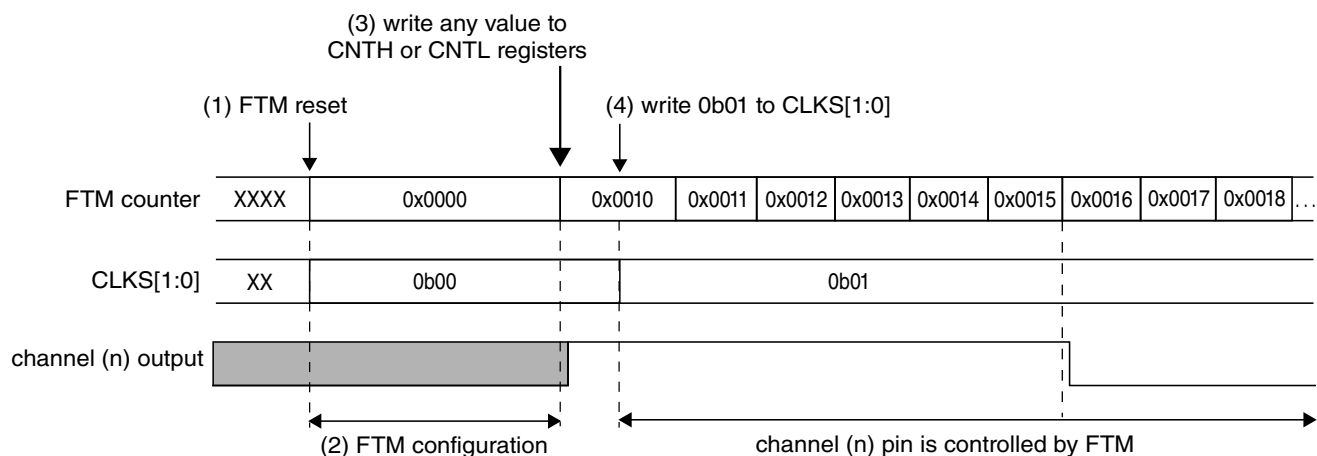 (3) write any value to
CNTH or CNTL registers
(1) FTM reset
(4) write 0b01 to CLKS[1:0]
FTM counter XXXX 0x0000 0x0010 0x0011 0x0012 0x0013 0x0014 0x0015 0x0016 0x0017 0x0018 ...
CLKS[1:0] XX 0b00 0b01
channel (n) output
(2) FTM configuration channel (n) pin is controlled by FTM